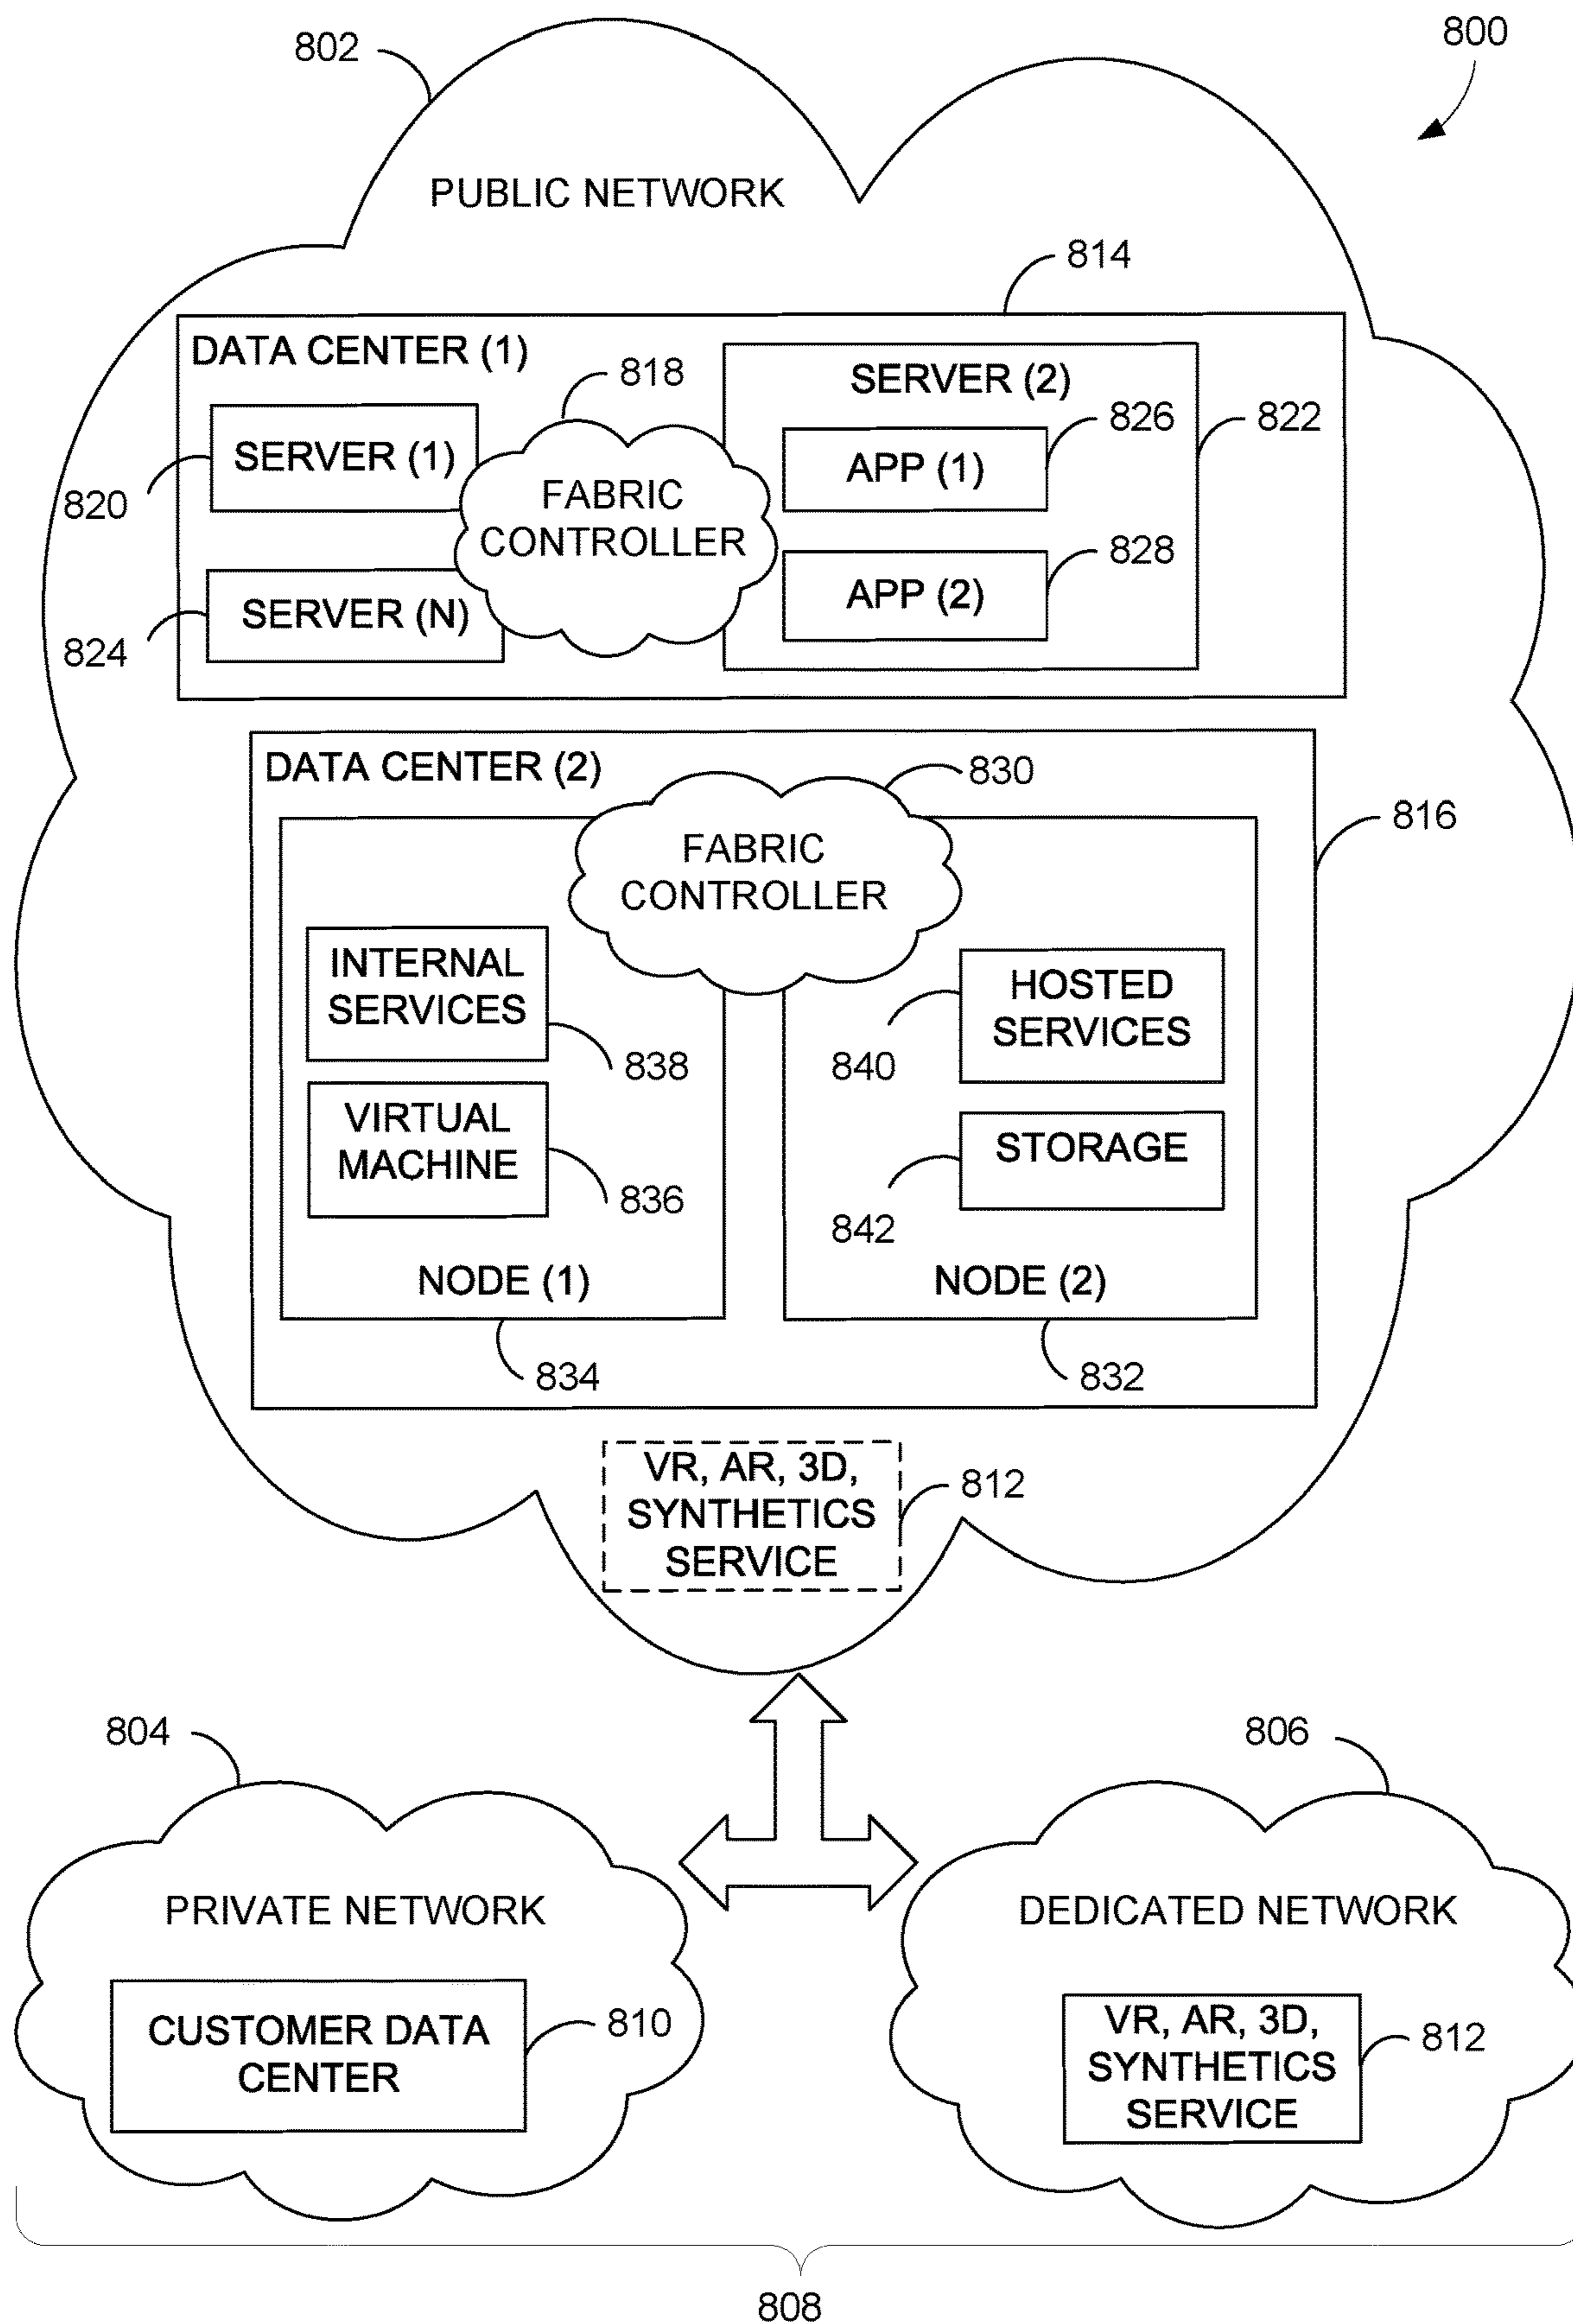 802
800
PUBLIC NETWORK
814
DATA CENTER (1)
818
SERVER (2)
826
822
SERVER (1)
APP (1)
820
FABRIC
CONTROLLER
828
SERVER (N)
APP (2)
824
DATA CENTER (2)
830
816
FABRIC
CONTROLLER
INTERNAL
SERVICES
838
HOSTED
SERVICES
840
VIRTUAL
MACHINE
836
STORAGE
842
NODE (1)
NODE (2)
834
832
VR, AR, 3D,
SYNTHETICS
SERVICE
812
804
806
PRIVATE NETWORK
DEDICATED NETWORK
CUSTOMER DATA
CENTER
810
VR, AR, 3D,
SYNTHETICS
SERVICE
812
808